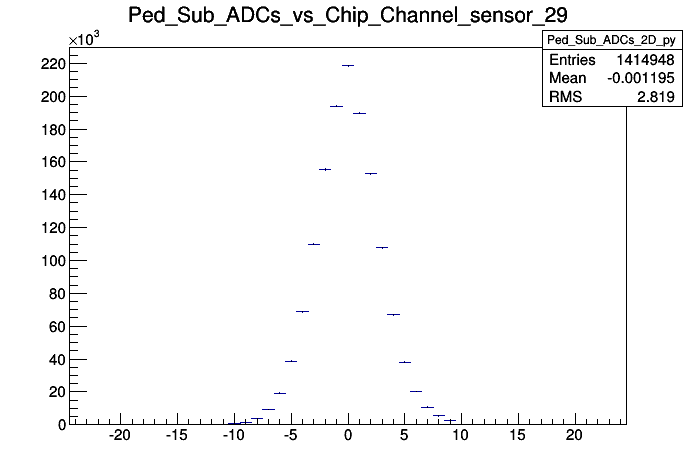 Ped_Sub_ADCs_vs_Chip_Channel_sensor_29
×10³
Ped_Sub_ADCs_2D_py
Entries 1414948
Mean -0.001195
RMS 2.819
220
200
180
160
140
120
100
80
60
40
20
0
-20 -15 -10 -5 0 5 10 15 20